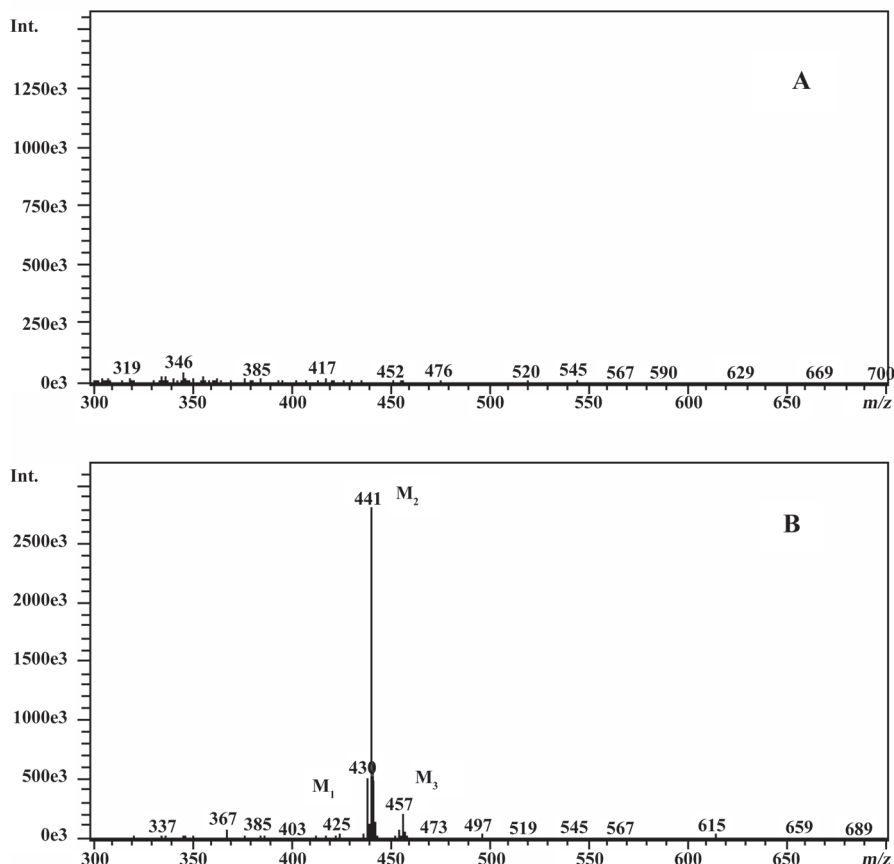 Int.
A
1250e3
1000e3
750e3
500e3
250e3
0e3
319 346 385 417 452 476 520 545 567 590 629 669 700
300 350 400 450 500 550 600 650 m/z
Int.
B
441 M2
2500e3
2000e3
1500e3
1000e3
500e3
0e3
430
M1 M3
457
337 367 385 403 425 473 497 519 545 567 615 659 689
300 350 400 450 500 550 600 650 m/z